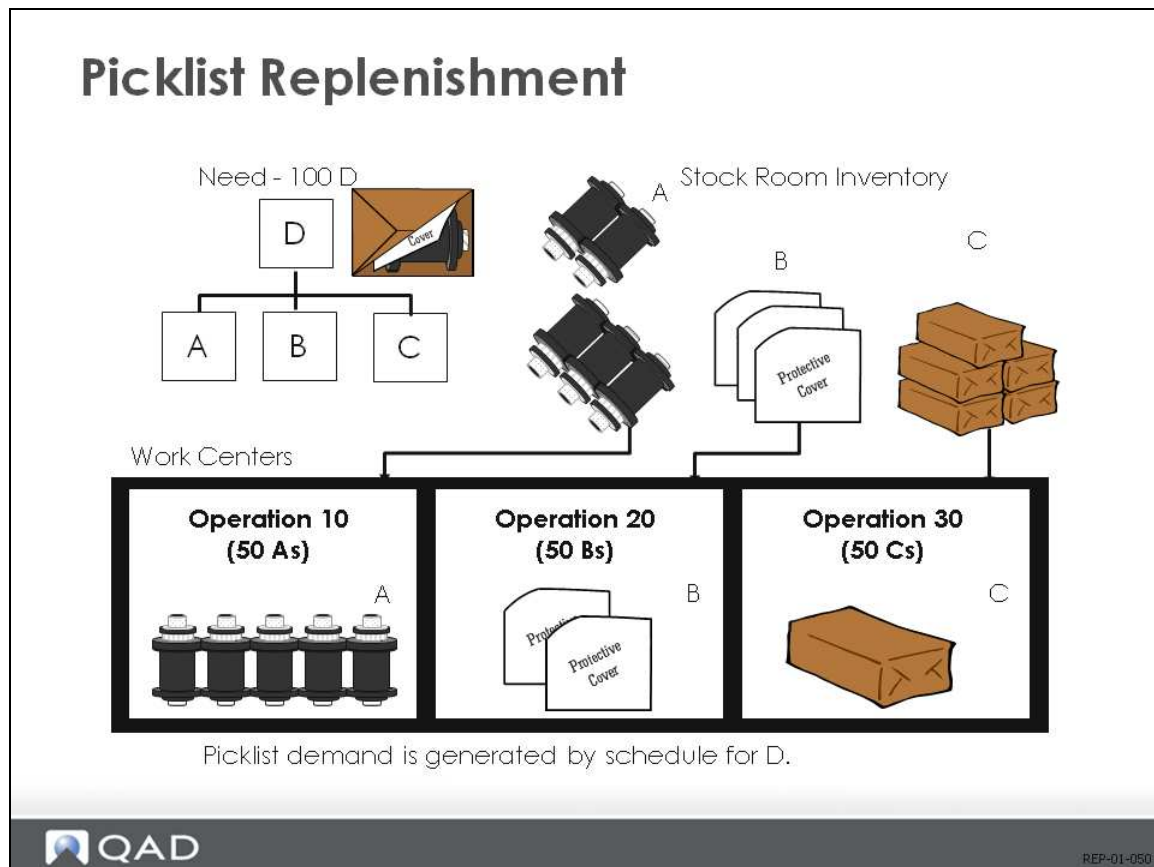 Picklist Replenishment
Need - 100 D
Stock Room Inventory
D
Cover
A
B
C
A
B
C
Protective
Cover
Work Centers
Operation 10
(50 As)
A
Operation 20
(50 Bs)
B
Protective
Cover
Operation 30
(50 Cs)
C
Picklist demand is generated by schedule for D.
QAD
REP-01-050